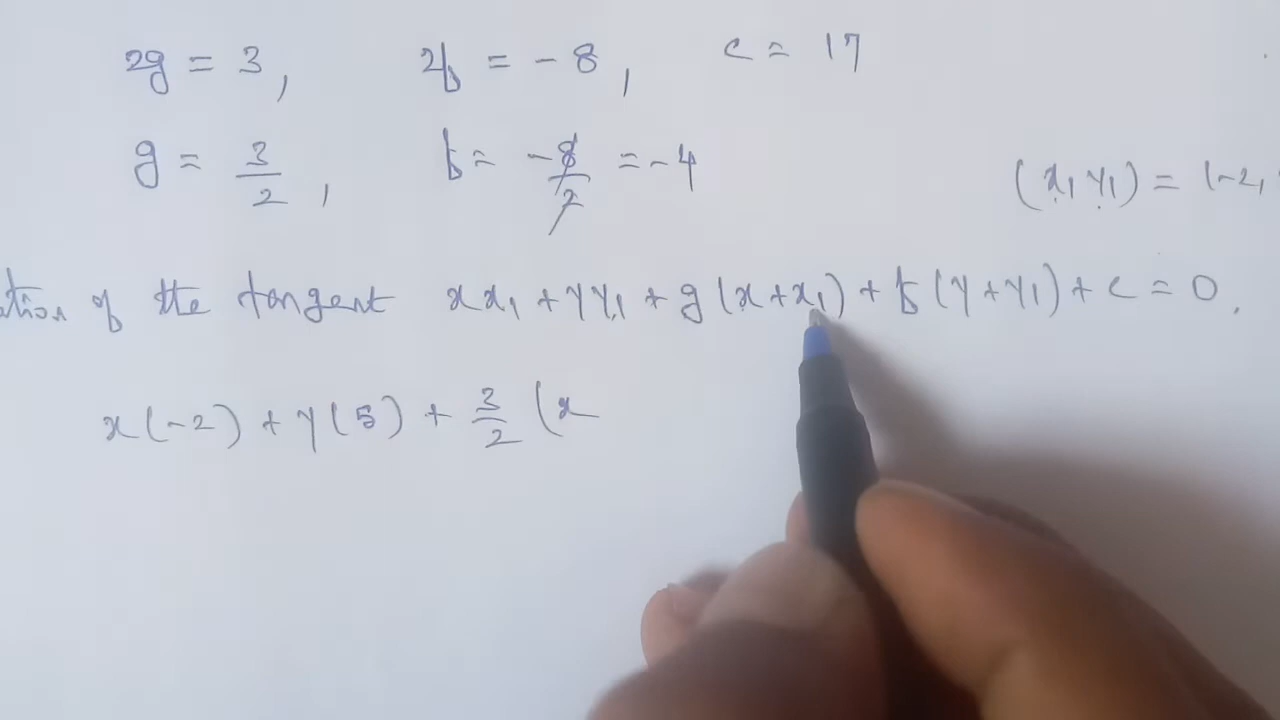 2g = 3, 2f = -8, c = 17
g = 3/2, f = -8/2 = -4
(x₁ y₁) = (-2,
of the tangent xx₁ + yy₁ + g(x+x₁) + f(y+y₁) + c = 0.
x(-2) + y(5) + 3/2 (x